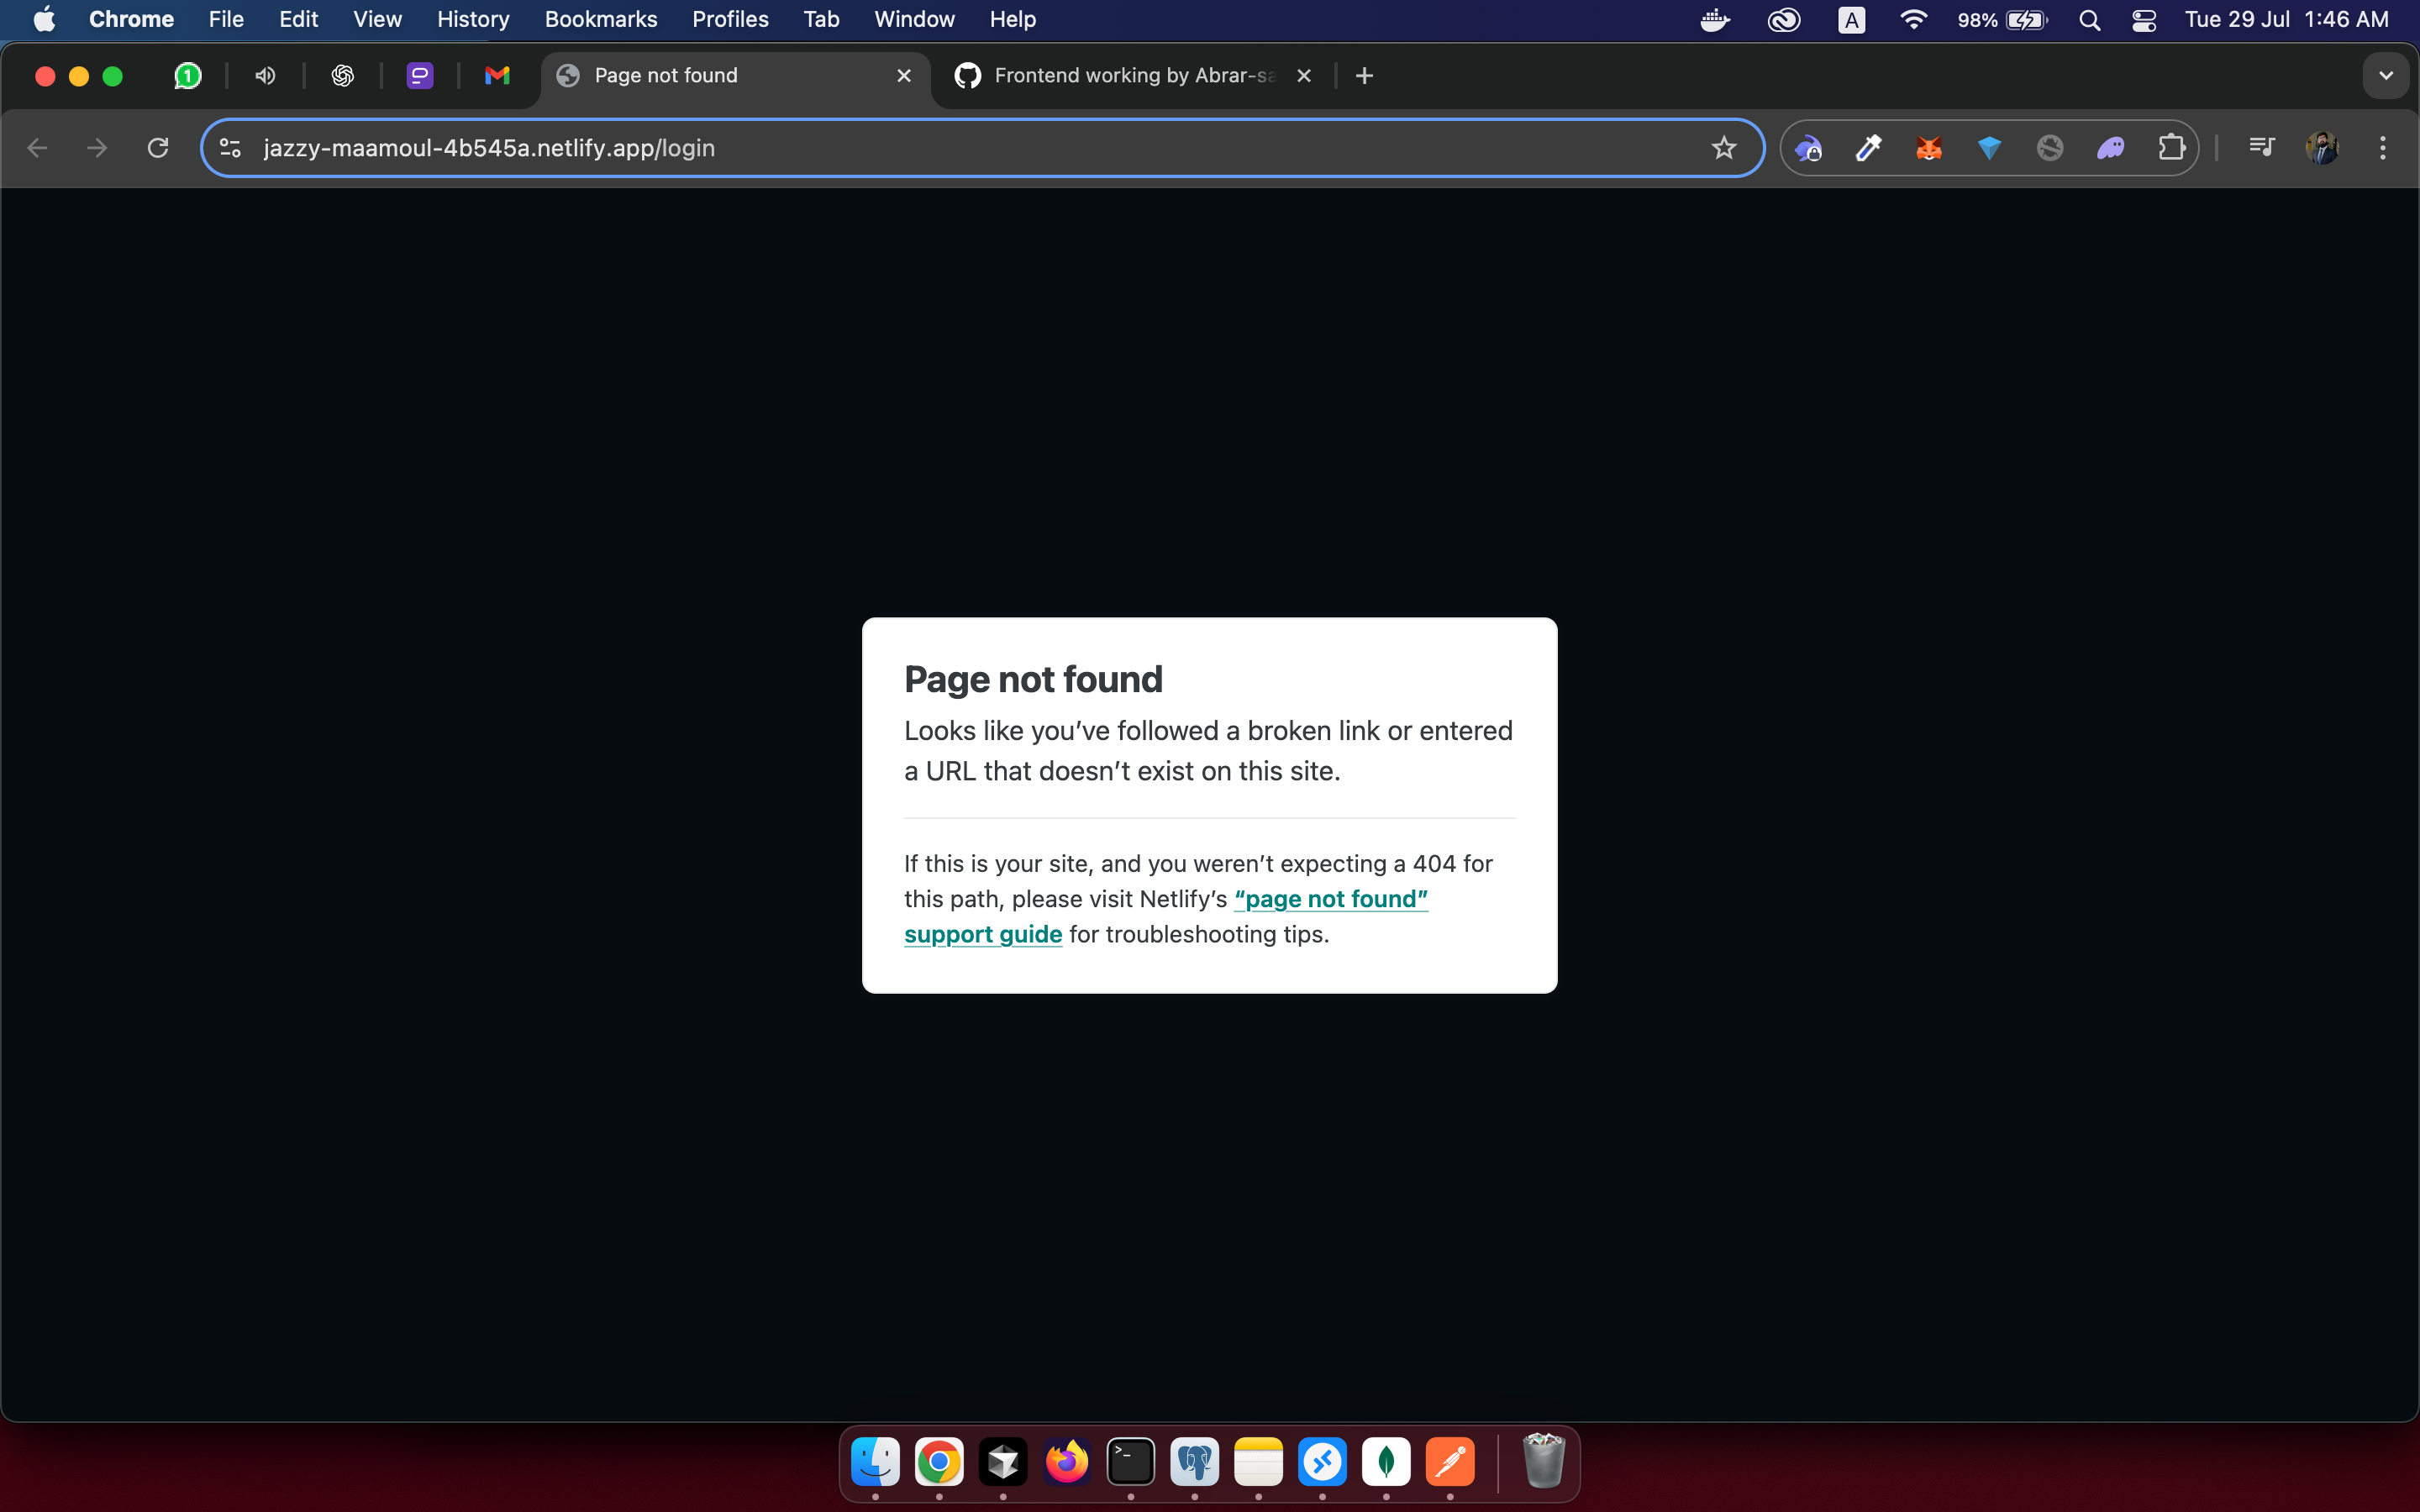 Chrome File Edit View History Bookmarks Profiles Tab Window Help A 98% Tue 29 Jul 1:46 AM
1 Page not found Frontend working by Abrar-sa
jazzy-maamoul-4b545a.netlify.app/login
Page not found
Looks like you’ve followed a broken link or entered
a URL that doesn’t exist on this site.
If this is your site, and you weren’t expecting a 404 for
this path, please visit Netlify’s “page not found”
support guide for troubleshooting tips.